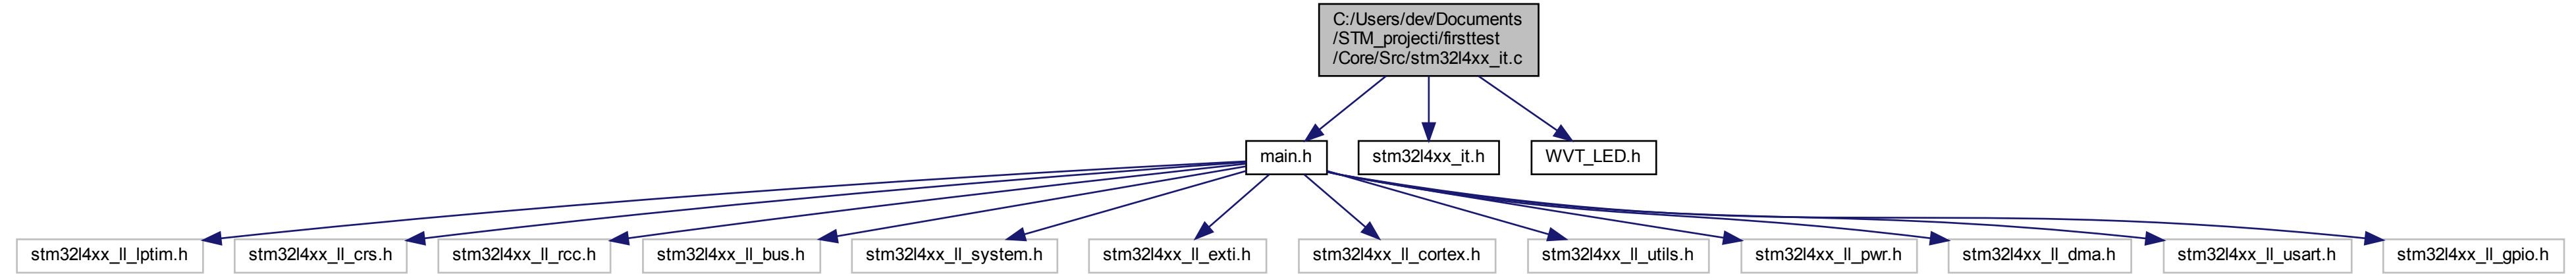 C:/Users/dev/Documents
/STM_projecti/firsttest
/Core/Src/stm32l4xx_it.c
main.h
stm32l4xx_it.h
WVT_LED.h
stm32l4xx_ll_lptim.h
stm32l4xx_ll_crs.h
stm32l4xx_ll_rcc.h
stm32l4xx_ll_bus.h
stm32l4xx_ll_system.h
stm32l4xx_ll_exti.h
stm32l4xx_ll_cortex.h
stm32l4xx_ll_utils.h
stm32l4xx_ll_pwr.h
stm32l4xx_ll_dma.h
stm32l4xx_ll_usart.h
stm32l4xx_ll_gpio.h